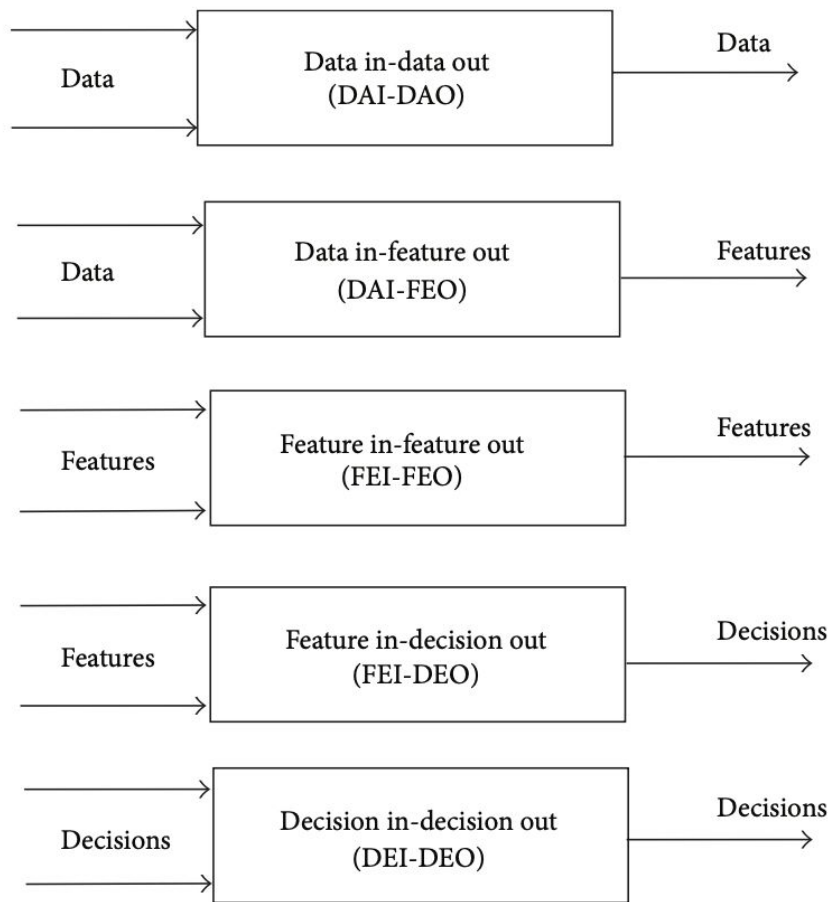 Data
Data in-data out
(DAI-DAO)
Data
Data
Data in-feature out
(DAI-FEO)
Features
Features
Feature in-feature out
(FEI-FEO)
Features
Features
Feature in-decision out
(FEI-DEO)
Decisions
Decisions
Decision in-decision out
(DEI-DEO)
Decisions